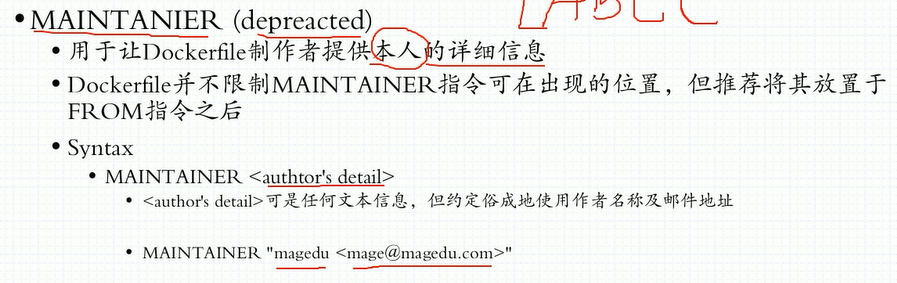 • MAINTANIER (depreacted)
• 用于让Dockerfile制作者提供本人的详细信息
• Dockerfile并不限制MAINTAINER指令可在出现的位置，但推荐将其放置于
FROM指令之后
• Syntax
• MAINTAINER <authtor's detail>
• <author's detail>可是任何文本信息，但约定俗成地使用作者名称及邮件地址
• MAINTAINER "magedu <mage@magedu.com>"